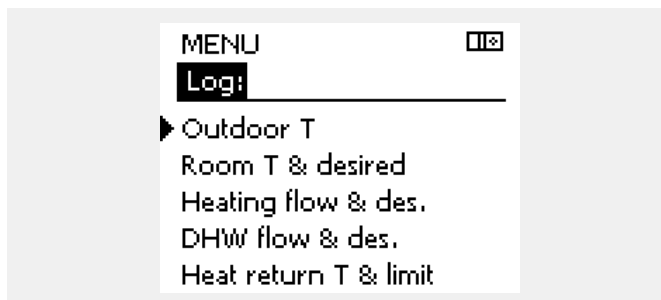 MENU
Log:
Outdoor T
Room T & desired
Heating flow & des.
DHW flow & des.
Heat return T & limit